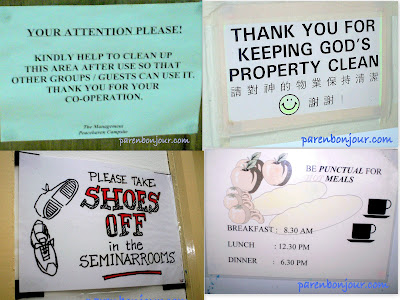 YOUR ATTENTION PLEASE!
KINDLY HELP TO CLEAN UP
THIS AREA AFTER USE SO THAT
OTHER GROUPS / GUESTS CAN USE IT.
THANK YOU FOR YOUR
CO-OPERATION.
The Management
Peacehaven Campsite
parenbonjour.com
THANK YOU FOR
KEEPING GOD'S
PROPERTY CLEAN
請對神的物業保持清潔
謝謝!
parenbonjour.com
PLEASE TAKE
SHOES
OFF
in the
SEMINARROOMS
parenbonjour.com
BE PUNCTUAL FOR
MEALS
BREAKFAST : 8.30 AM
LUNCH : 12.30 PM
DINNER : 6.30 PM
parenbonjour.com